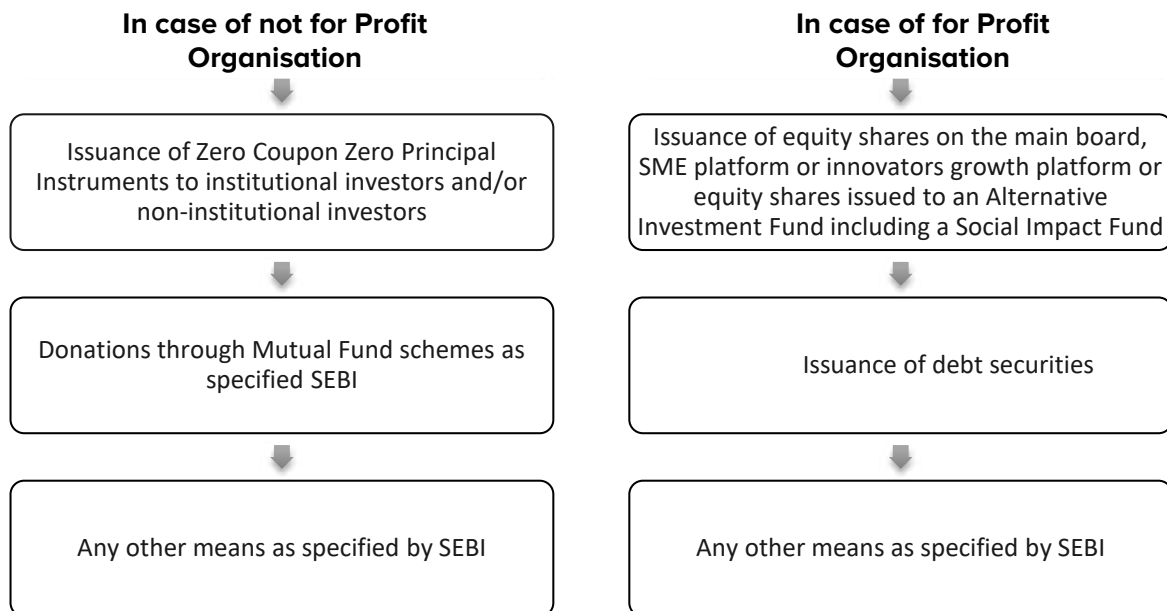 In case of not for Profit
Organisation
Issuance of Zero Coupon Zero Principal
Instruments to institutional investors and/or
non-institutional investors
Donations through Mutual Fund schemes as
specified SEBI
Any other means as specified by SEBI
In case of for Profit
Organisation
Issuance of equity shares on the main board,
SME platform or innovators growth platform or
equity shares issued to an Alternative
Investment Fund including a Social Impact Fund
Issuance of debt securities
Any other means as specified by SEBI